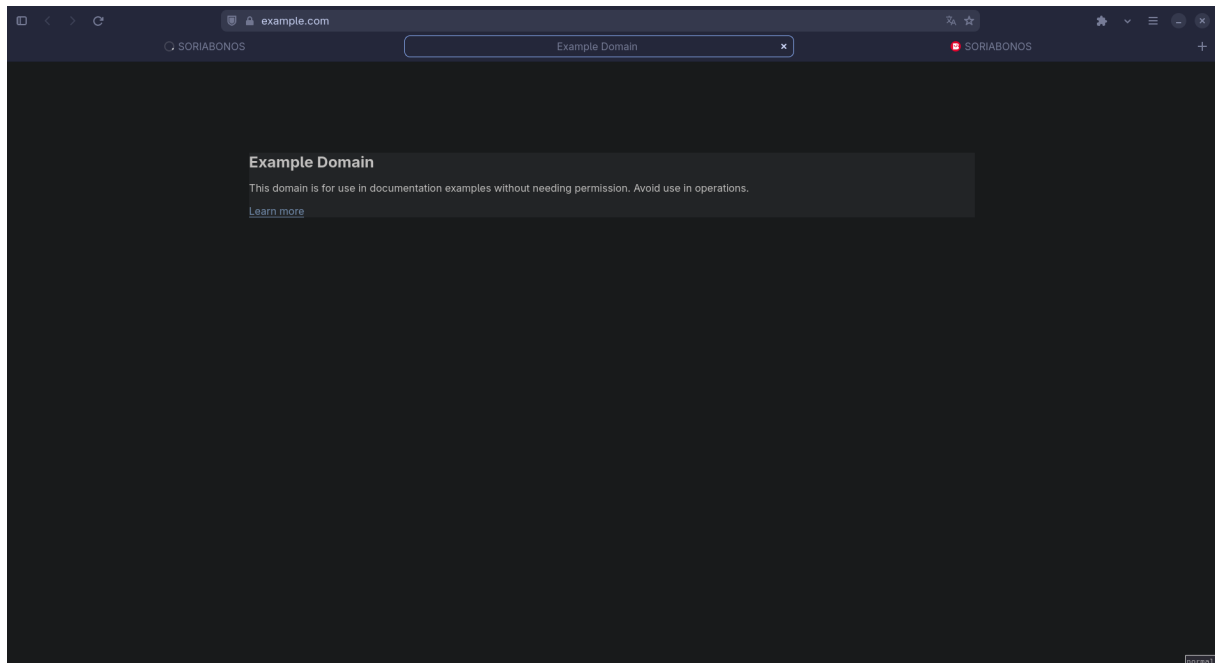 example.com
SORIABONOS
Example Domain
SORIABONOS
Example Domain
This domain is for use in documentation examples without needing permission. Avoid use in operations.
Learn more
normal